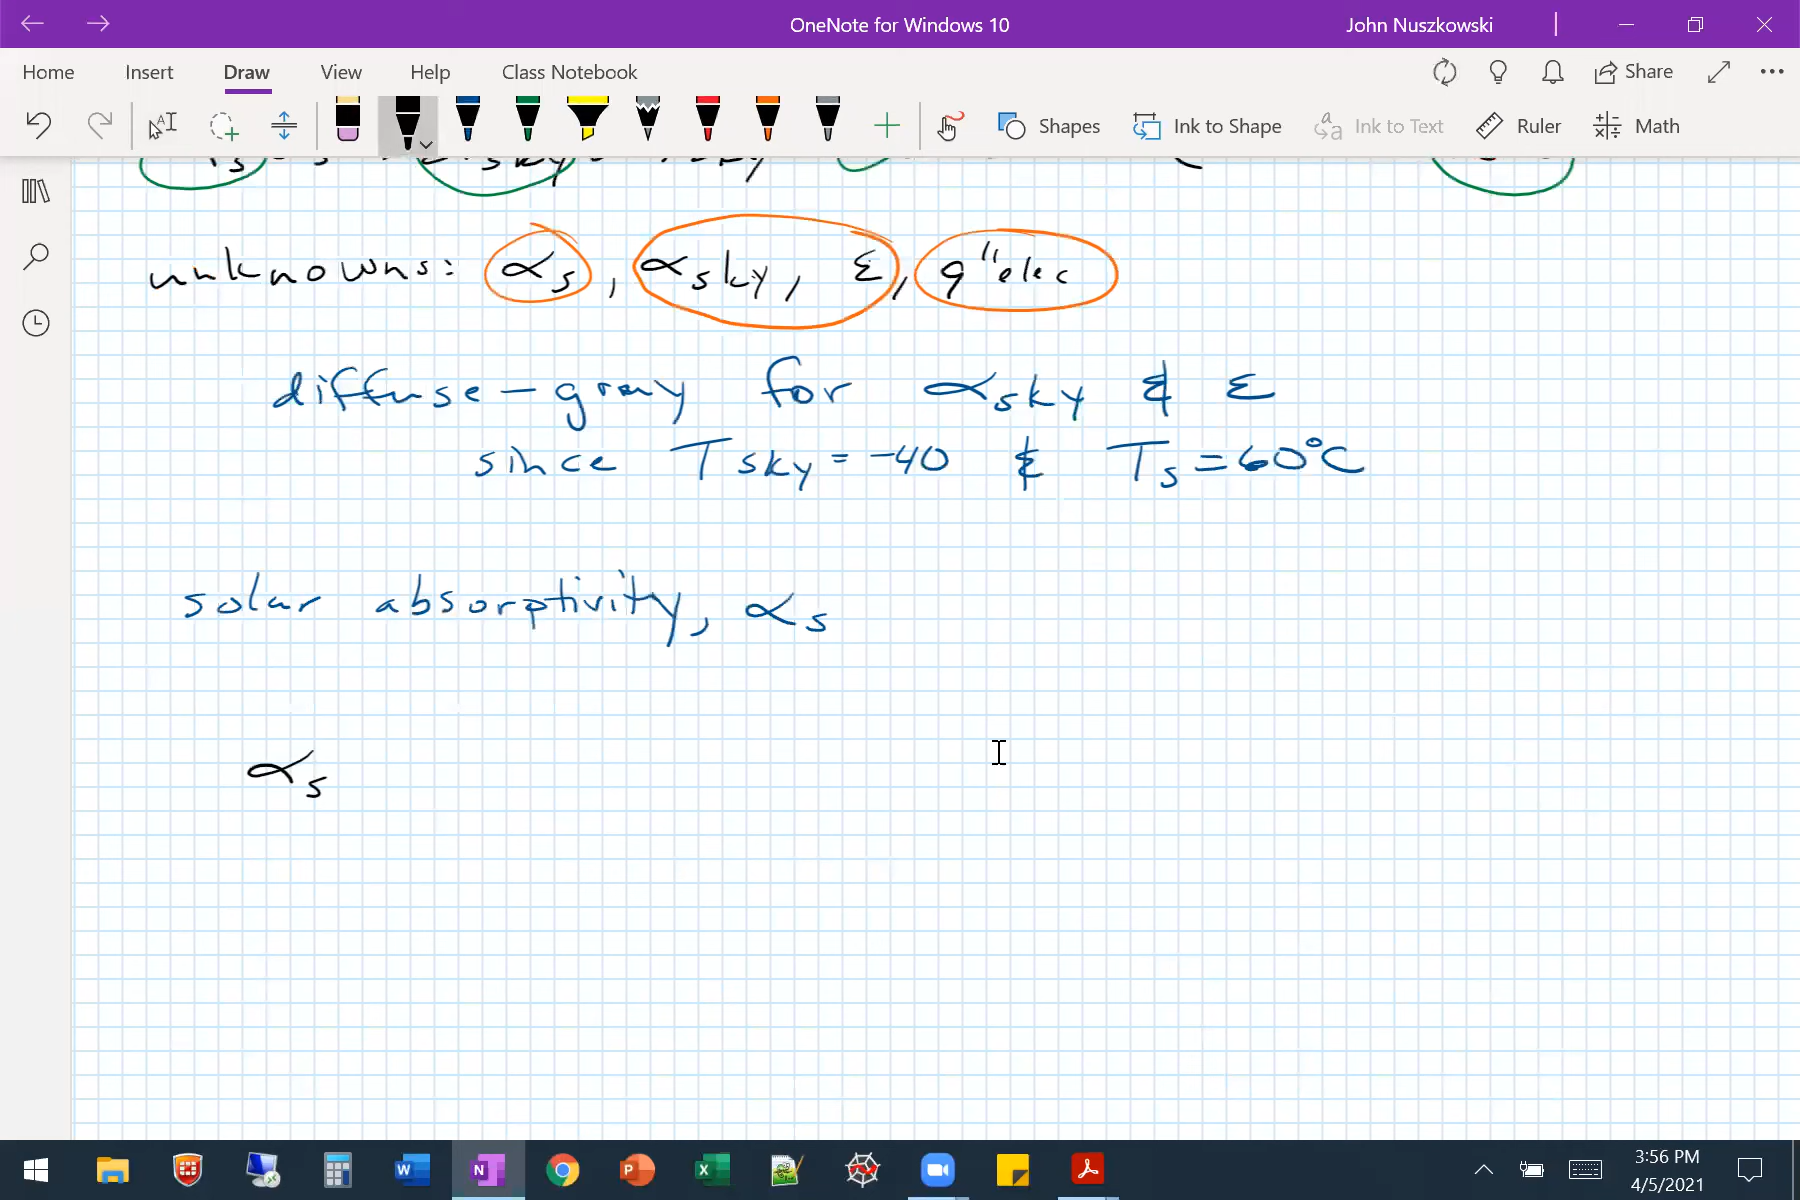 OneNote for Windows 10
John Nuszkowski
Home Insert Draw View Help Class Notebook
Share
Shapes Ink to Shape Ink to Text Ruler Math
unknowns: αs, αsky, ε, q"elec
diffuse-gray for αsky & ε
since Tsky = -40 & Ts = 60°C
solar absorptivity, αs
αs
3:56 PM
4/5/2021